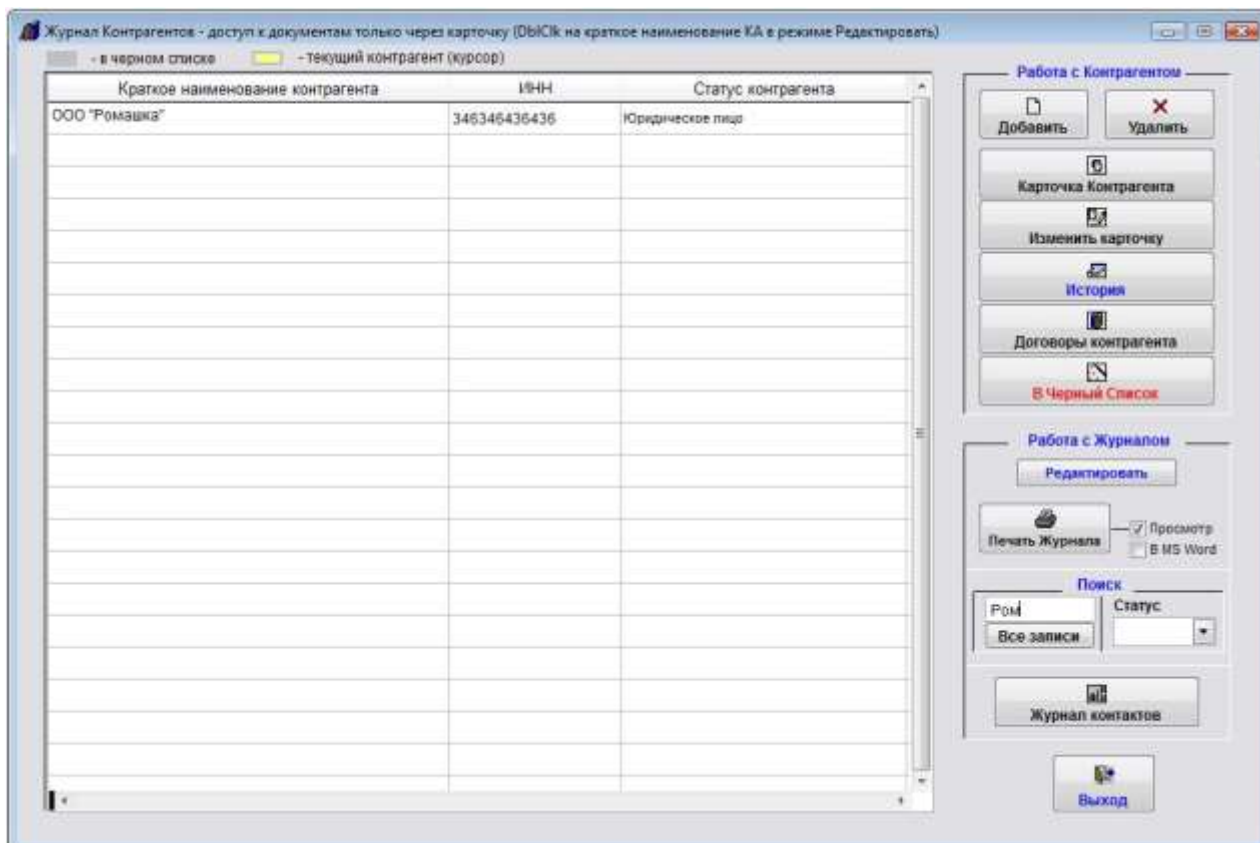 Журнал Контрагентов - доступ к документам только через карточку (DblClk на краткое наименование КА в режиме Редактировать)
- в черном списке - текущий контрагент (курсор)
Краткое наименование контрагента ИНН Статус контрагента
ООО "Ромашка" 346346436436 Юридическое лицо
Работа с Контрагентом
Добавить Удалить
Карточка Контрагента
Изменить карточку
История
Договоры контрагента
В Черный Список
Работа с Журналом
Редактировать
Печать Журнала
Просмотр
В MS Word
Поиск
Ром Статус
Все записи
Журнал контактов
Выход